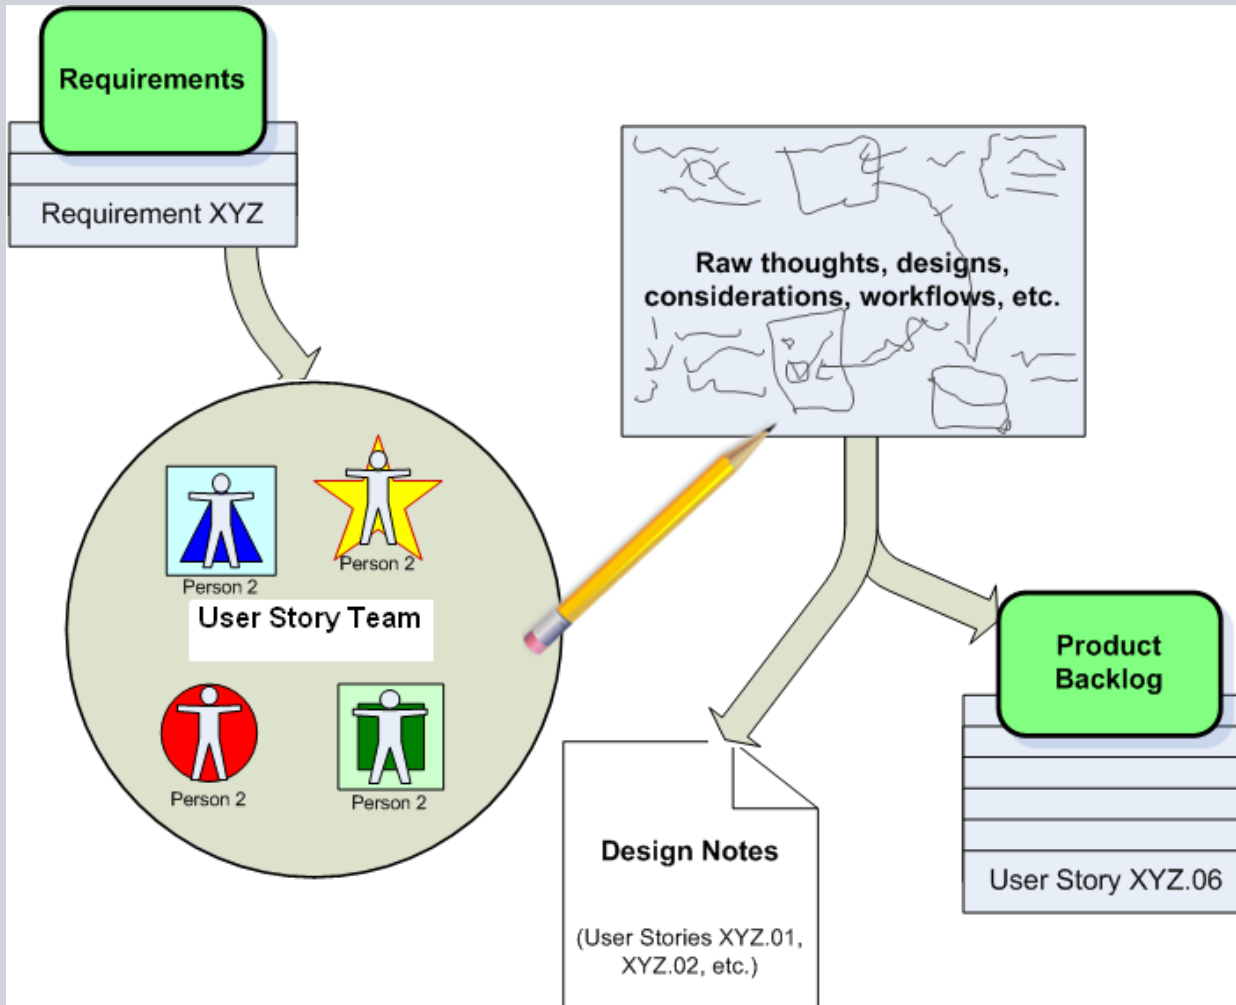 Requirements
Requirement XYZ
Raw thoughts, designs,
considerations, workflows, etc.
Person 2
Person 2
User Story Team
Person 2
Person 2
Product
Backlog
User Story XYZ.06
Design Notes
(User Stories XYZ.01,
XYZ.02, etc.)